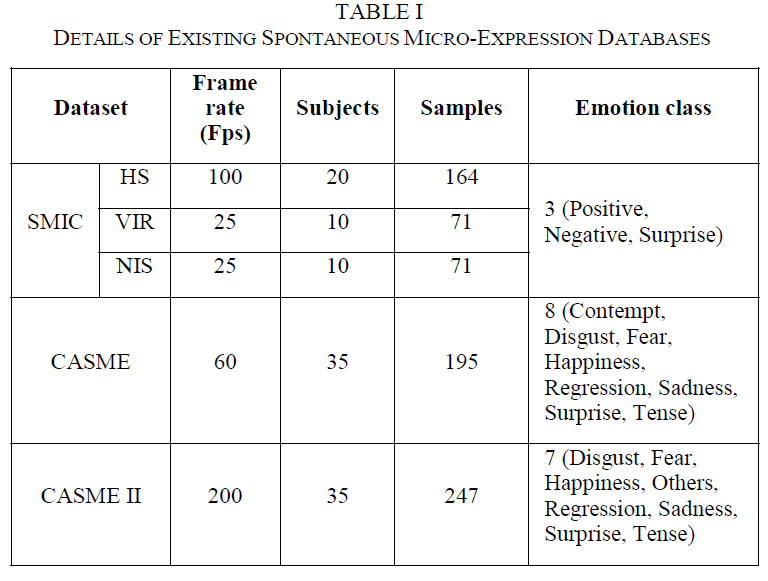 TABLE I
DETAILS OF EXISTING SPONTANEOUS MICRO-EXPRESSION DATABASES
Dataset
Frame
rate
(Fps)
Subjects
Samples
Emotion class
SMIC
HS
100
20
164
VIR
25
10
71
NIS
25
10
71
3 (Positive,
Negative, Surprise)
CASME
60
35
195
8 (Contempt,
Disgust, Fear,
Happiness,
Regression, Sadness,
Surprise, Tense)
CASME II
200
35
247
7 (Disgust, Fear,
Happiness, Others,
Regression, Sadness,
Surprise, Tense)